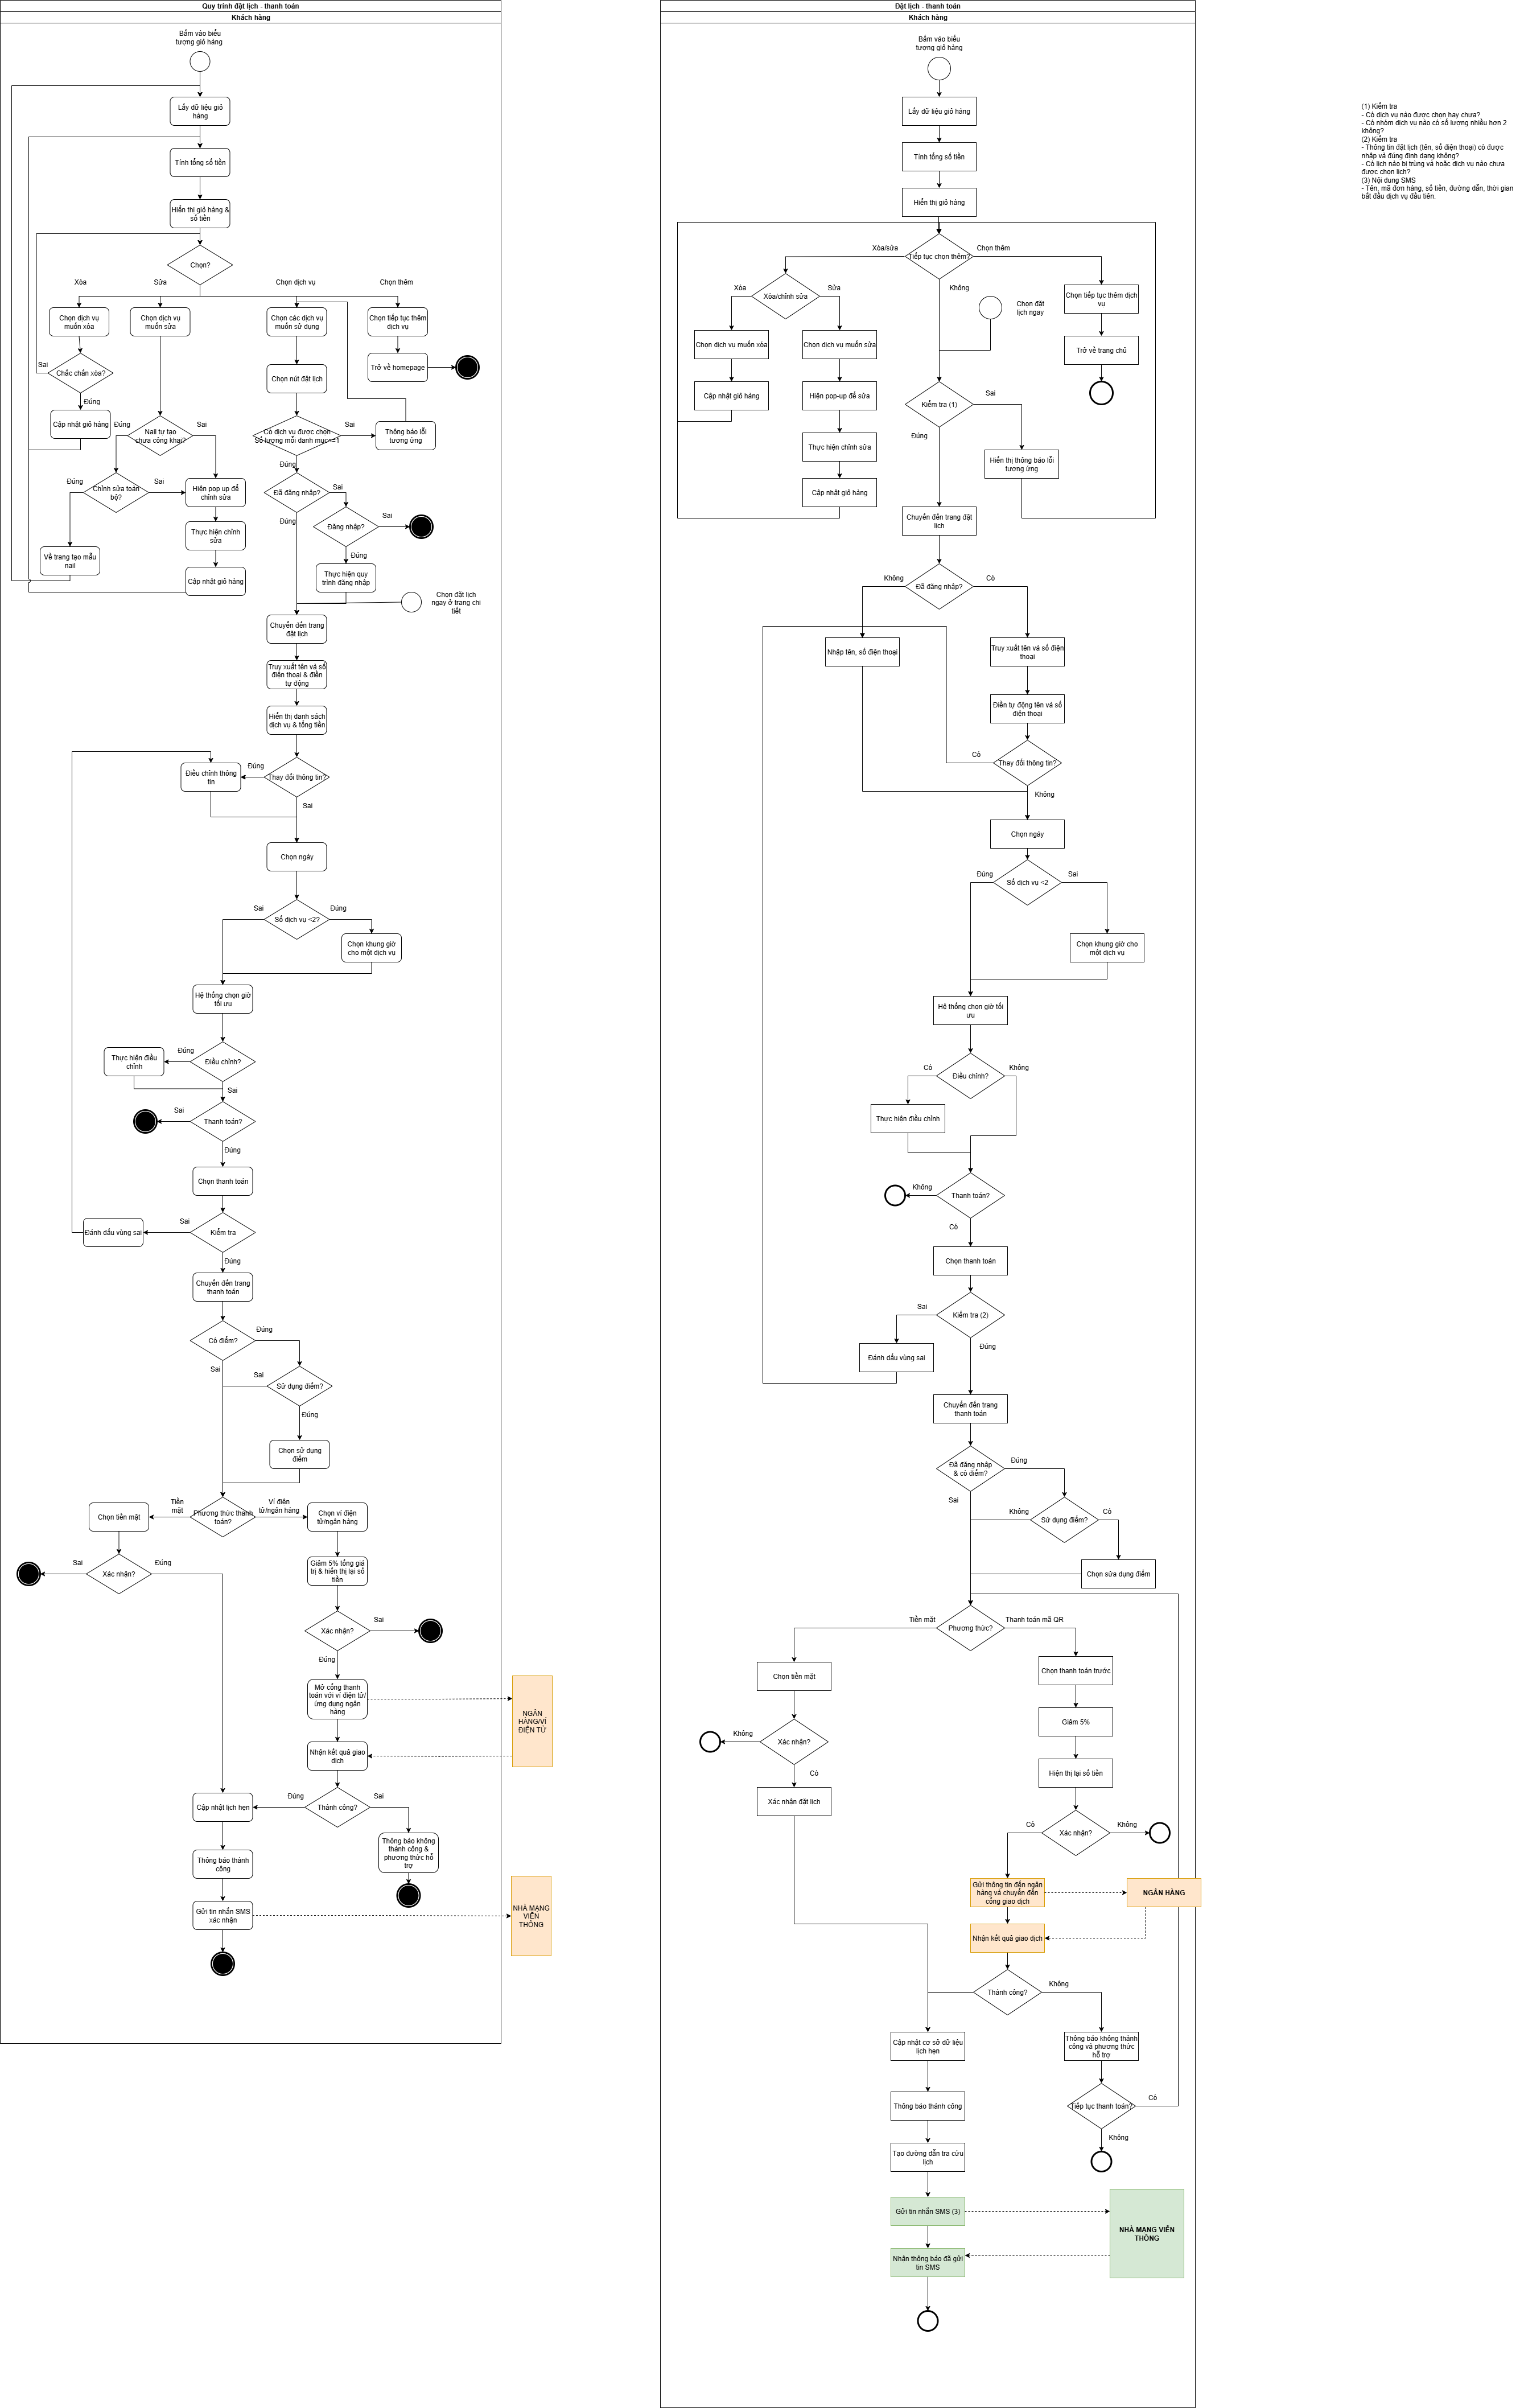 Quy trình đặt lịch - thanh toán
Khách hàng
Bấm vào biểu
tượng giỏ hàng
Lấy dữ liệu giỏ
hàng
Tính tổng số tiền
Hiển thị giỏ hàng &
số tiền
Chọn?
Xóa
Sửa
Chọn dịch vụ
Chọn thêm
Chọn dịch vụ
muốn xóa
Chọn dịch vụ
muốn sửa
Chọn các dịch vụ
muốn sử dụng
Chọn tiếp tục thêm
dịch vụ
Sai
Chắc chắn xóa?
Trở về homepage
Chọn nút đặt lịch
Đúng
Cập nhật giỏ hàng
Đúng
Nail tự tạo
chưa công khai?
Sai
Có dịch vụ được chọn
Số lượng mỗi danh mục<=1
Sai
Thông báo lỗi
tương ứng
Đúng
Đúng
Chỉnh sửa toàn
bộ?
Sai
Hiện pop up để
chỉnh sửa
Đã đăng nhập?
Sai
Đúng
Đăng nhập?
Sai
Thực hiện chỉnh
sửa
Về trang tạo mẫu
nail
Đúng
Thực hiện quy
trình đăng nhập
Cập nhật giỏ hàng
Chọn đặt lịch
ngay ở trang chi
tiết
Chuyển đến trang
đặt lịch
Truy xuất tên và số
điện thoại & điền
tự động
Hiển thị danh sách
dịch vụ & tổng tiền
Điều chỉnh thông
tin
Đúng
Thay đổi thông tin?
Sai
Chọn ngày
Sai
Số dịch vụ <2?
Đúng
Chọn khung giờ
cho một dịch vụ
Hệ thống chọn giờ
tối ưu
Thực hiện điều
chỉnh
Đúng
Điều chỉnh?
Sai
Sai
Thanh toán?
Đúng
Chọn thanh toán
Đánh dấu vùng sai
Sai
Kiểm tra
Đúng
Chuyển đến trang
thanh toán
Có điểm?
Đúng
Sai
Sai
Sử dụng điểm?
Đúng
Chọn sử dụng
điểm
Chọn tiền mặt
Tiền
mặt
Phương thức thanh
toán?
Ví điện
tử/ngân hàng
Chọn ví điện
tử/ngân hàng
Sai
Xác nhận?
Đúng
Giảm 5% tổng giá
trị & hiển thị lại số
tiền
Xác nhận?
Sai
Đúng
Mở cổng thanh
toán với ví điện tử/
ứng dụng ngân
hàng
NGÂN
HÀNG/VÍ
ĐIỆN TỬ
Nhận kết quả giao
dịch
Cập nhật lịch hẹn
Đúng
Thành công?
Sai
Thông báo không
thành công &
phương thức hỗ
trợ
Thông báo thành
công
Gửi tin nhắn SMS
xác nhận
NHÀ MẠNG
VIỄN
THÔNG
Đặt lịch - thanh toán
Khách hàng
Bấm vào biểu
tượng giỏ hàng
Lấy dữ liệu giỏ hàng
Tính tổng số tiền
Hiển thị giỏ hàng
Xóa/sửa
Tiếp tục chọn thêm?
Chọn thêm
Xóa
Xóa/chỉnh sửa
Sửa
Không
Chọn đặt
lịch ngay
Chọn tiếp tục thêm dịch
vụ
Chọn dịch vụ muốn xóa
Chọn dịch vụ muốn sửa
Trở về trang chủ
Cập nhật giỏ hàng
Hiện pop-up để sửa
Kiểm tra (1)
Sai
Đúng
Thực hiện chỉnh sửa
Hiển thị thông báo lỗi
tương ứng
Cập nhật giỏ hàng
Chuyển đến trang đặt
lịch
Không
Đã đăng nhập?
Có
Nhập tên, số điện thoại
Truy xuất tên và số điện
thoại
Điền tự động tên và số
điện thoại
Có
Thay đổi thông tin?
Không
Chọn ngày
Đúng
Số dịch vụ <2
Sai
Chọn khung giờ cho
một dịch vụ
Hệ thống chọn giờ tối
ưu
Có
Điều chỉnh?
Không
Thực hiện điều chỉnh
Không
Thanh toán?
Có
Chọn thanh toán
Sai
Kiểm tra (2)
Đúng
Đánh dấu vùng sai
Chuyển đến trang
thanh toán
Đã đăng nhập
& có điểm?
Đúng
Sai
Không
Sử dụng điểm?
Có
Chọn sửa dụng điểm
Tiền mặt
Phương thức?
Thanh toán mã QR
Chọn tiền mặt
Chọn thanh toán trước
Giảm 5%
Không
Xác nhận?
Có
Hiện thị lại số tiền
Xác nhận đặt lịch
Có
Xác nhận?
Không
Gửi thông tin đến ngân
hàng và chuyển đến
cổng giao dịch
NGÂN HÀNG
Nhận kết quả giao dịch
Thành công?
Không
Cập nhật cơ sở dữ liệu
lịch hẹn
Thông báo không thành
công và phương thức
hỗ trợ
Thông báo thành công
Tiếp tục thanh toán?
Có
Không
Tạo đường dẫn tra cứu
lịch
Gửi tin nhắn SMS (3)
NHÀ MẠNG VIỄN
THÔNG
Nhận thông báo đã gửi
tin SMS
(1) Kiểm tra
- Có dịch vụ nào được chọn hay chưa?
- Có nhóm dịch vụ nào có số lượng nhiều hơn 2
không?
(2) Kiểm tra
- Thông tin đặt lịch (tên, số điện thoại) có được
nhập và đúng định dạng không?
- Có lịch nào bị trùng và hoặc dịch vụ nào chưa
được chọn lịch?
(3) Nội dung SMS
- Tên, mã đơn hàng, số tiền, đường dẫn, thời gian
bắt đầu dịch vụ đầu tiên.